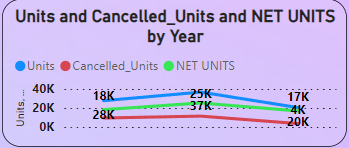 Units and Cancelled_Units and NET UNITS
by Year
Units Cancelled_Units NET UNITS
Units, ...
40K
20K
0K
18K 25K 17K
28K 37K 4K
20K